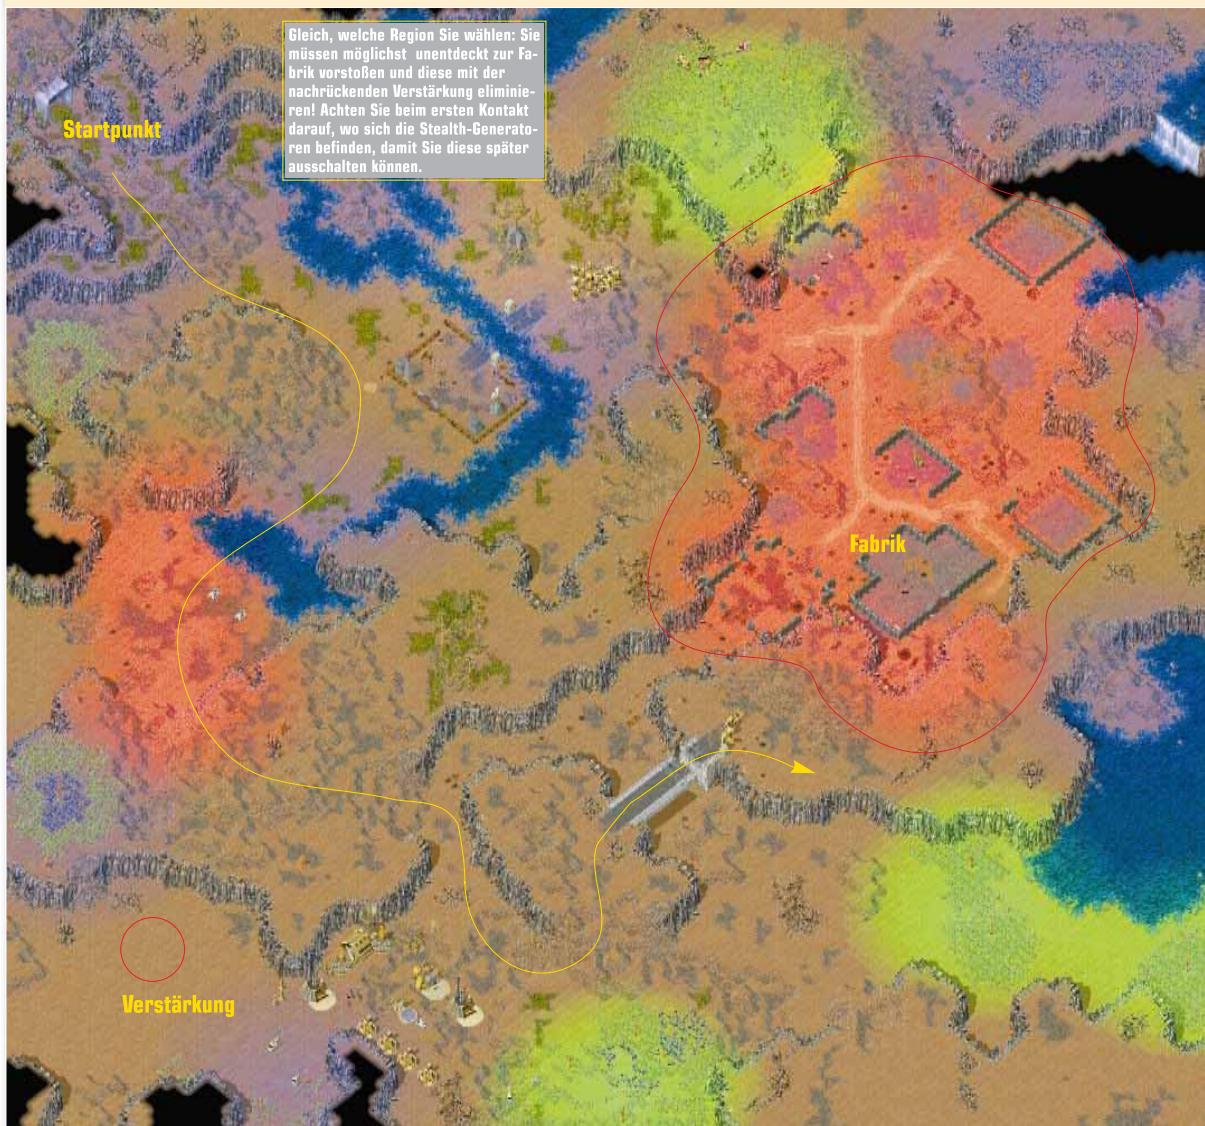 Gleich, welche Region Sie wählen: Sie
müssen möglichst unentdeckt zur Fa-
brik vorstoßen und diese mit der
nachrückenden Verstärkung eliminie-
ren! Achten Sie beim ersten Kontakt
darauf, wo sich die Stealth-Generato-
ren befinden, damit Sie diese später
ausschalten können.
Startpunkt
Fabrik
Verstärkung